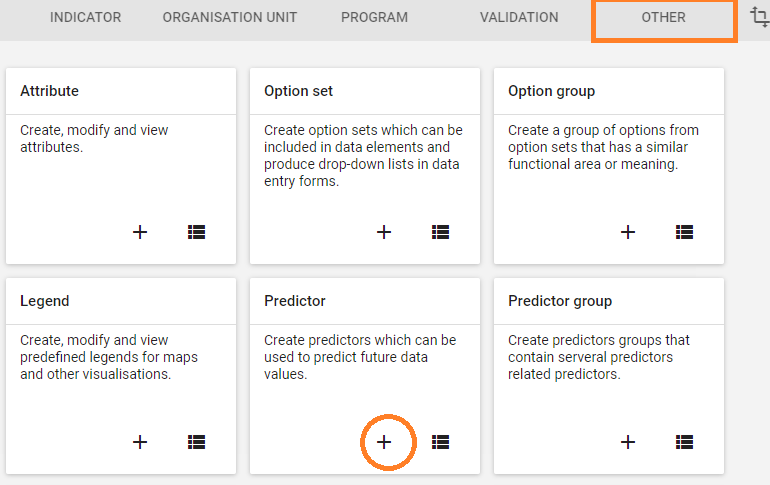 INDICATOR ORGANISATION UNIT PROGRAM VALIDATION OTHER
Attribute
Create, modify and view
attributes.
Option set
Create option sets which can be
included in data elements and
produce drop-down lists in data
entry forms.
Option group
Create a group of options from
option sets that has a similar
functional area or meaning.
Legend
Create, modify and view
predefined legends for maps
and other visualisations.
Predictor
Create predictors which can be
used to predict future data
values.
Predictor group
Create predictors groups that
contain serveral predictors
related predictors.